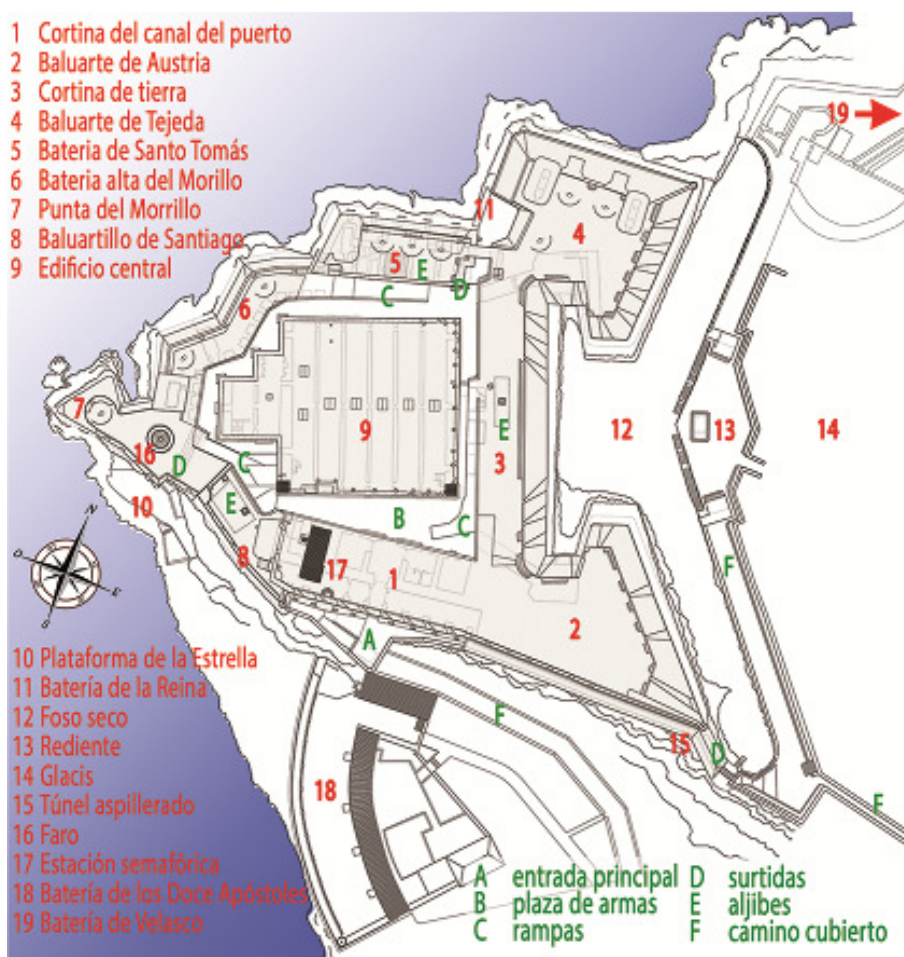 1 Cortina del canal del puerto
2 Baluarte de Austria
3 Cortina de tierra
4 Baluarte de Tejeda
5 Bateria de Santo Tomás
6 Bateria alta del Morillo
7 Punta del Morrillo
8 Baluartillo de Santiago
9 Edificio central
19
11
4
5
E
D
C
6
7
16
D
C
9
E
3
12
13
14
10
E
B
C
8
17
1
F
2
A
N
E
S
O
10 Plataforma de la Estrella
11 Batería de la Reina
12 Foso seco
13 Rediente
14 Glacis
15 Túnel aspillerado
16 Faro
17 Estación semafórica
18 Batería de los Doce Apóstoles
19 Batería de Velasco
F
15
D
18
F
A entrada principal
B plaza de armas
C rampas
D surtidas
E aljibes
F camino cubierto